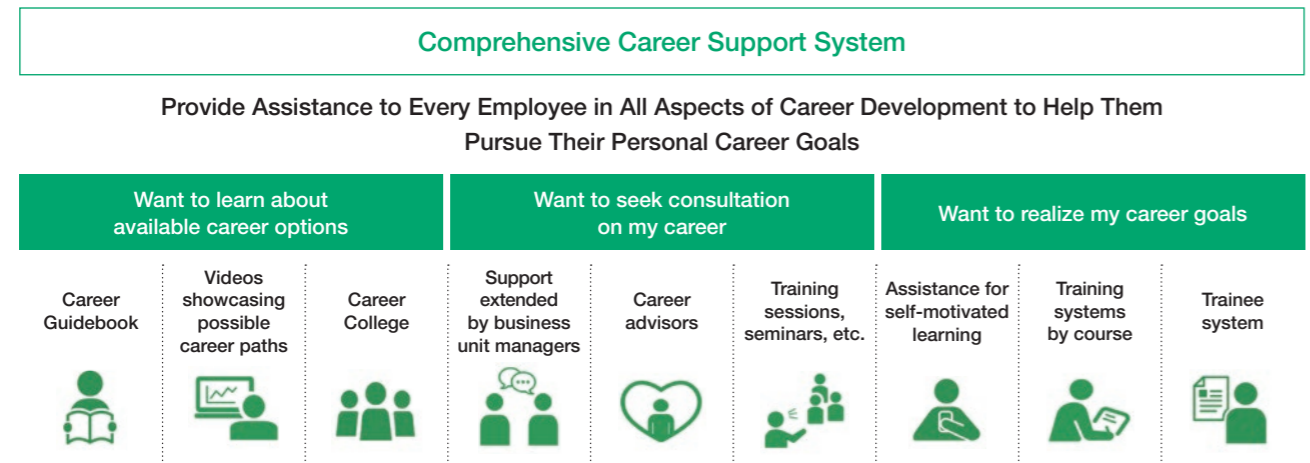 Comprehensive Career Support System
Provide Assistance to Every Employee in All Aspects of Career Development to Help Them
Pursue Their Personal Career Goals
Want to learn about
available career options
Want to seek consultation
on my career
Want to realize my career goals
Career
Guidebook
Videos
showcasing
possible
career paths
Career
College
Support
extended
by business
unit managers
Career
advisors
Training
sessions,
seminars, etc.
Assistance for
self-motivated
learning
Training
systems
by course
Trainee
system